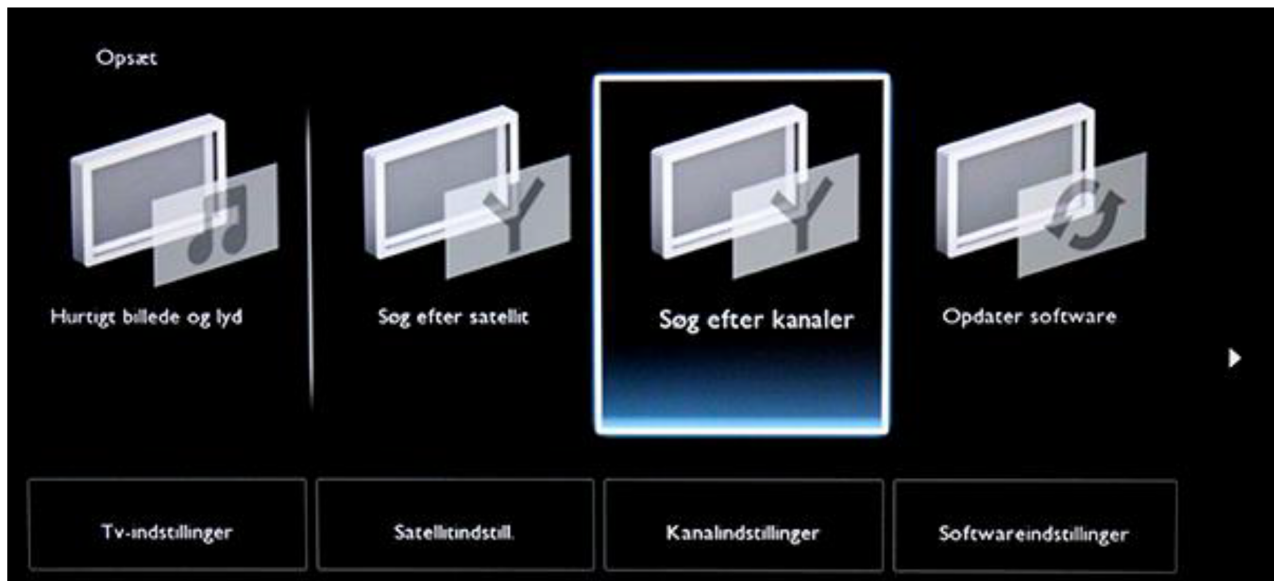 Opsæt
Hurtigt billede og lyd
Søg efter satellit
Søg efter kanaler
Opdater software
Tv-indstillinger
Satellitindstill.
Kanalindstillinger
Softwareindstillinger